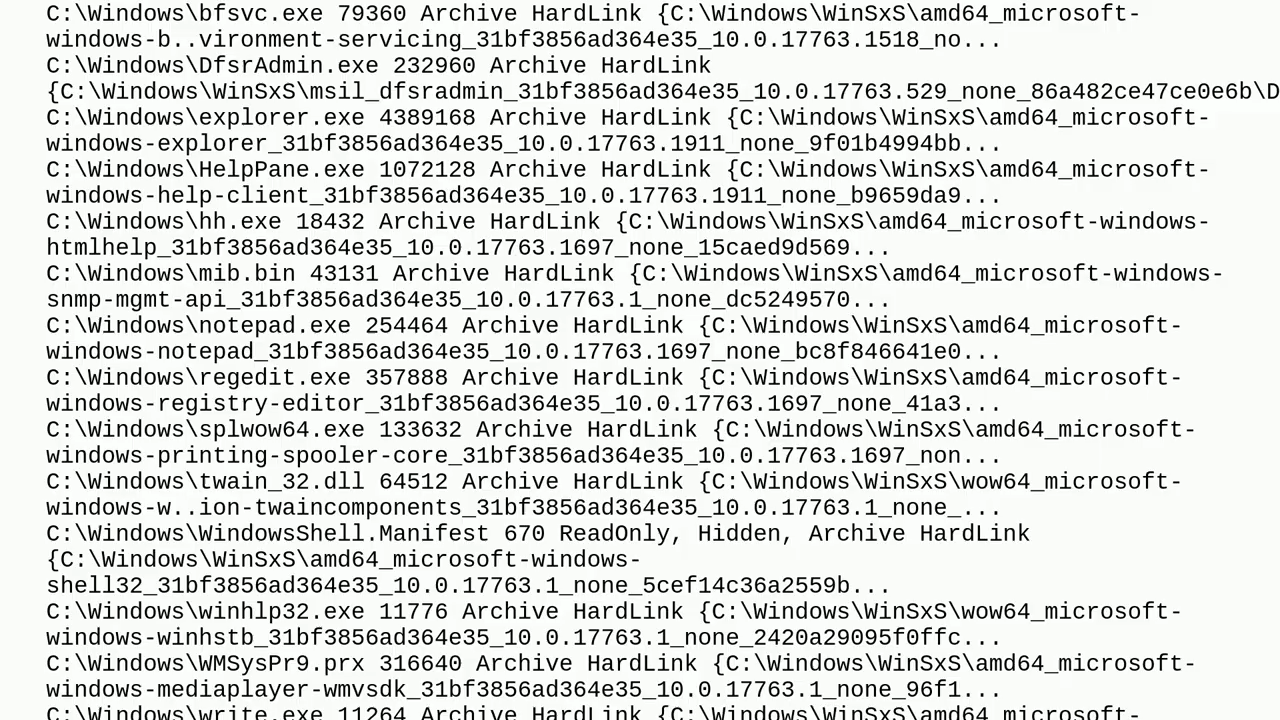 C:\Windows\bfsvc.exe 79360 Archive HardLink {C:\Windows\WinSxS\amd64_microsoft-
windows-b..vironment-servicing_31bf3856ad364e35_10.0.17763.1518_no...
C:\Windows\DfsrAdmin.exe 232960 Archive HardLink
{C:\Windows\WinSxS\msil_dfsradmin_31bf3856ad364e35_10.0.17763.529_none_86a482ce47ce0e6b\D
C:\Windows\explorer.exe 4389168 Archive HardLink {C:\Windows\WinSxS\amd64_microsoft-
windows-explorer_31bf3856ad364e35_10.0.17763.1911_none_9f01b4994bb...
C:\Windows\HelpPane.exe 1072128 Archive HardLink {C:\Windows\WinSxS\amd64_microsoft-
windows-help-client_31bf3856ad364e35_10.0.17763.1911_none_b9659da9...
C:\Windows\hh.exe 18432 Archive HardLink {C:\Windows\WinSxS\amd64_microsoft-windows-
htmlhelp_31bf3856ad364e35_10.0.17763.1697_none_15caed9d569...
C:\Windows\mib.bin 43131 Archive HardLink {C:\Windows\WinSxS\amd64_microsoft-windows-
snmp-mgmt-api_31bf3856ad364e35_10.0.17763.1_none_dc5249570...
C:\Windows\notepad.exe 254464 Archive HardLink {C:\Windows\WinSxS\amd64_microsoft-
windows-notepad_31bf3856ad364e35_10.0.17763.1697_none_bc8f846641e0...
C:\Windows\regedit.exe 357888 Archive HardLink {C:\Windows\WinSxS\amd64_microsoft-
windows-registry-editor_31bf3856ad364e35_10.0.17763.1697_none_41a3...
C:\Windows\splwow64.exe 133632 Archive HardLink {C:\Windows\WinSxS\amd64_microsoft-
windows-printing-spooler-core_31bf3856ad364e35_10.0.17763.1697_non...
C:\Windows\twain_32.dll 64512 Archive HardLink {C:\Windows\WinSxS\wow64_microsoft-
windows-w..ion-twaincomponents_31bf3856ad364e35_10.0.17763.1_none_...
C:\Windows\WindowsShell.Manifest 670 ReadOnly, Hidden, Archive HardLink
{C:\Windows\WinSxS\amd64_microsoft-windows-
shell32_31bf3856ad364e35_10.0.17763.1_none_5cef14c36a2559b...
C:\Windows\winhlp32.exe 11776 Archive HardLink {C:\Windows\WinSxS\wow64_microsoft-
windows-winhstb_31bf3856ad364e35_10.0.17763.1_none_2420a29095f0ffc...
C:\Windows\WMSysPr9.prx 316640 Archive HardLink {C:\Windows\WinSxS\amd64_microsoft-
windows-mediaplayer-wmvsdk_31bf3856ad364e35_10.0.17763.1_none_96f1...
C:\Windows\write.exe 11264 Archive HardLink {C:\Windows\WinSxS\amd64_microsoft-